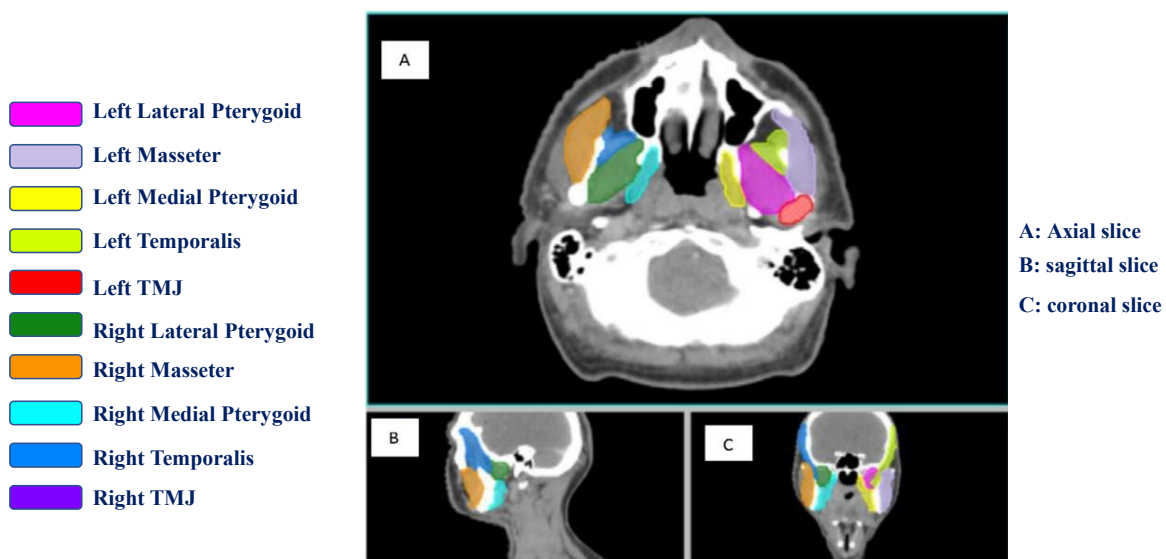 Left Lateral Pterygoid
Left Masseter
Left Medial Pterygoid
Left Temporalis
Left TMJ
Right Lateral Pterygoid
Right Masseter
Right Medial Pterygoid
Right Temporalis
Right TMJ
A
B
C
A: Axial slice
B: sagittal slice
C: coronal slice